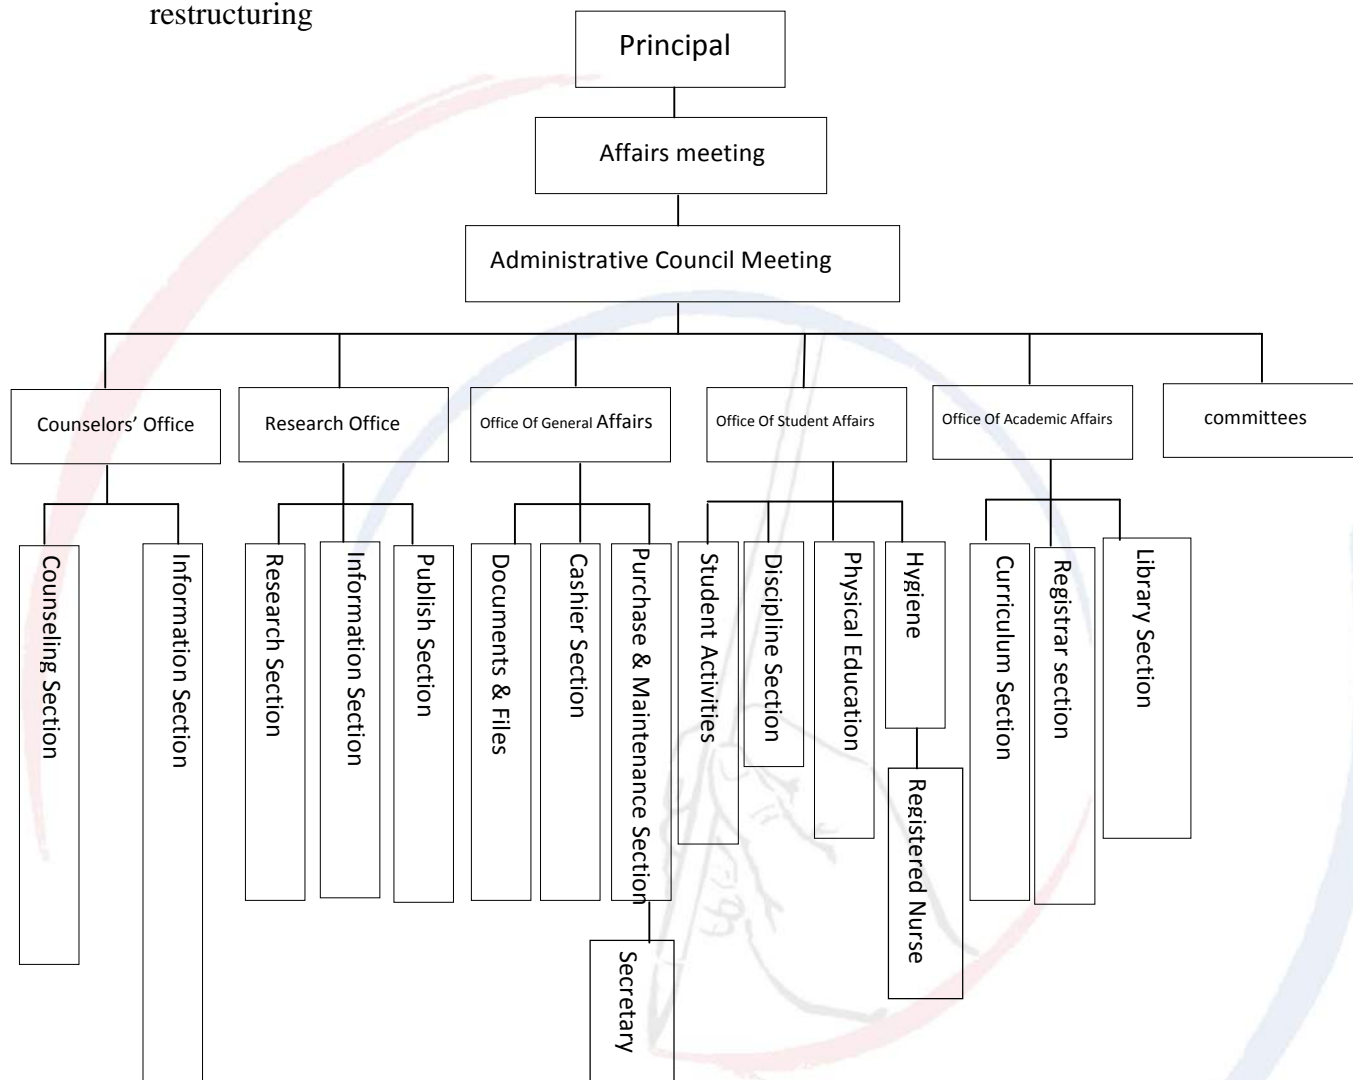 restructuring
Principal
Affairs meeting
Administrative Council Meeting
Counselors’ Office
Research Office
Office Of General Affairs
Office Of Student Affairs
Office Of Academic Affairs
committees
Counseling Section
Information Section
Research Section
Information Section
Publish Section
Documents & Files
Cashier Section
Purchase & Maintenance Section
Student Activities
Discipline Section
Physical Education
Hygiene
Curriculum Section
Registrar section
Library Section
Registered Nurse
Secretary